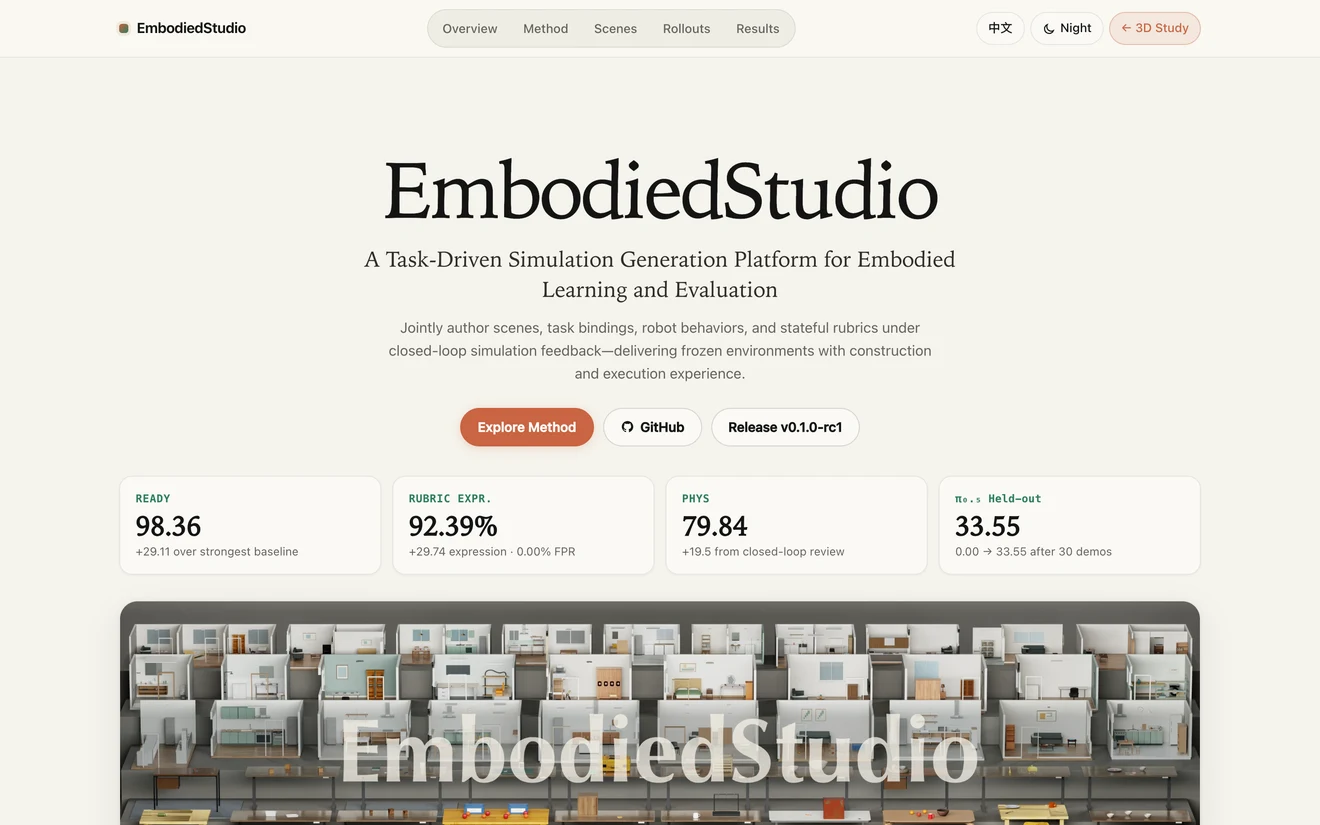 EmbodiedStudio
Overview Method Scenes Rollouts Results
中文 Night ← 3D Study
EmbodiedStudio
A Task-Driven Simulation Generation Platform for Embodied
Learning and Evaluation
Jointly author scenes, task bindings, robot behaviors, and stateful rubrics under
closed-loop simulation feedback—delivering frozen environments with construction
and execution experience.
Explore Method GitHub Release v0.1.0-rc1
READY
98.36
+29.11 over strongest baseline
RUBRIC EXPR.
92.39%
+29.74 expression · 0.00% FPR
PHYS
79.84
+19.5 from closed-loop review
π₀.₅ Held-out
33.55
0.00 → 33.55 after 30 demos
EmbodiedStudio